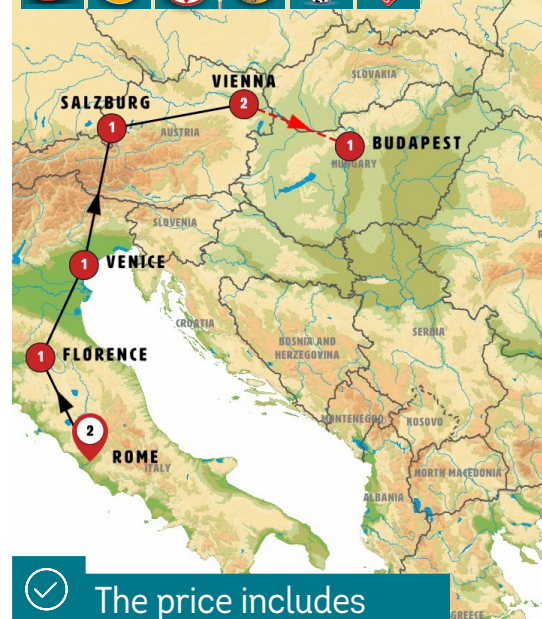 SLOVAKIA
VIENNA
2
SALZBURG
1
AUSTRIA
1
BUDAPEST
HUNGARY
SLOVENIA
1
VENICE
CROATIA
BOSNIA AND
HERZEGOVINA
SERBIA
1
FLORENCE
MONTENEGRO
KOSOVO
2
ROME
ITALY
NORTH MACEDONIA
ALBANIA
The price includes
GREECE